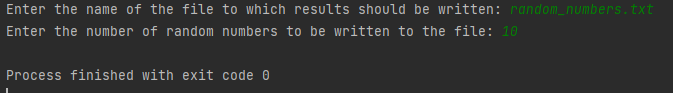 Enter the name of the file to which results should be written: random_numbers.txt
Enter the number of random numbers to be written to the file: 10
Process finished with exit code 0